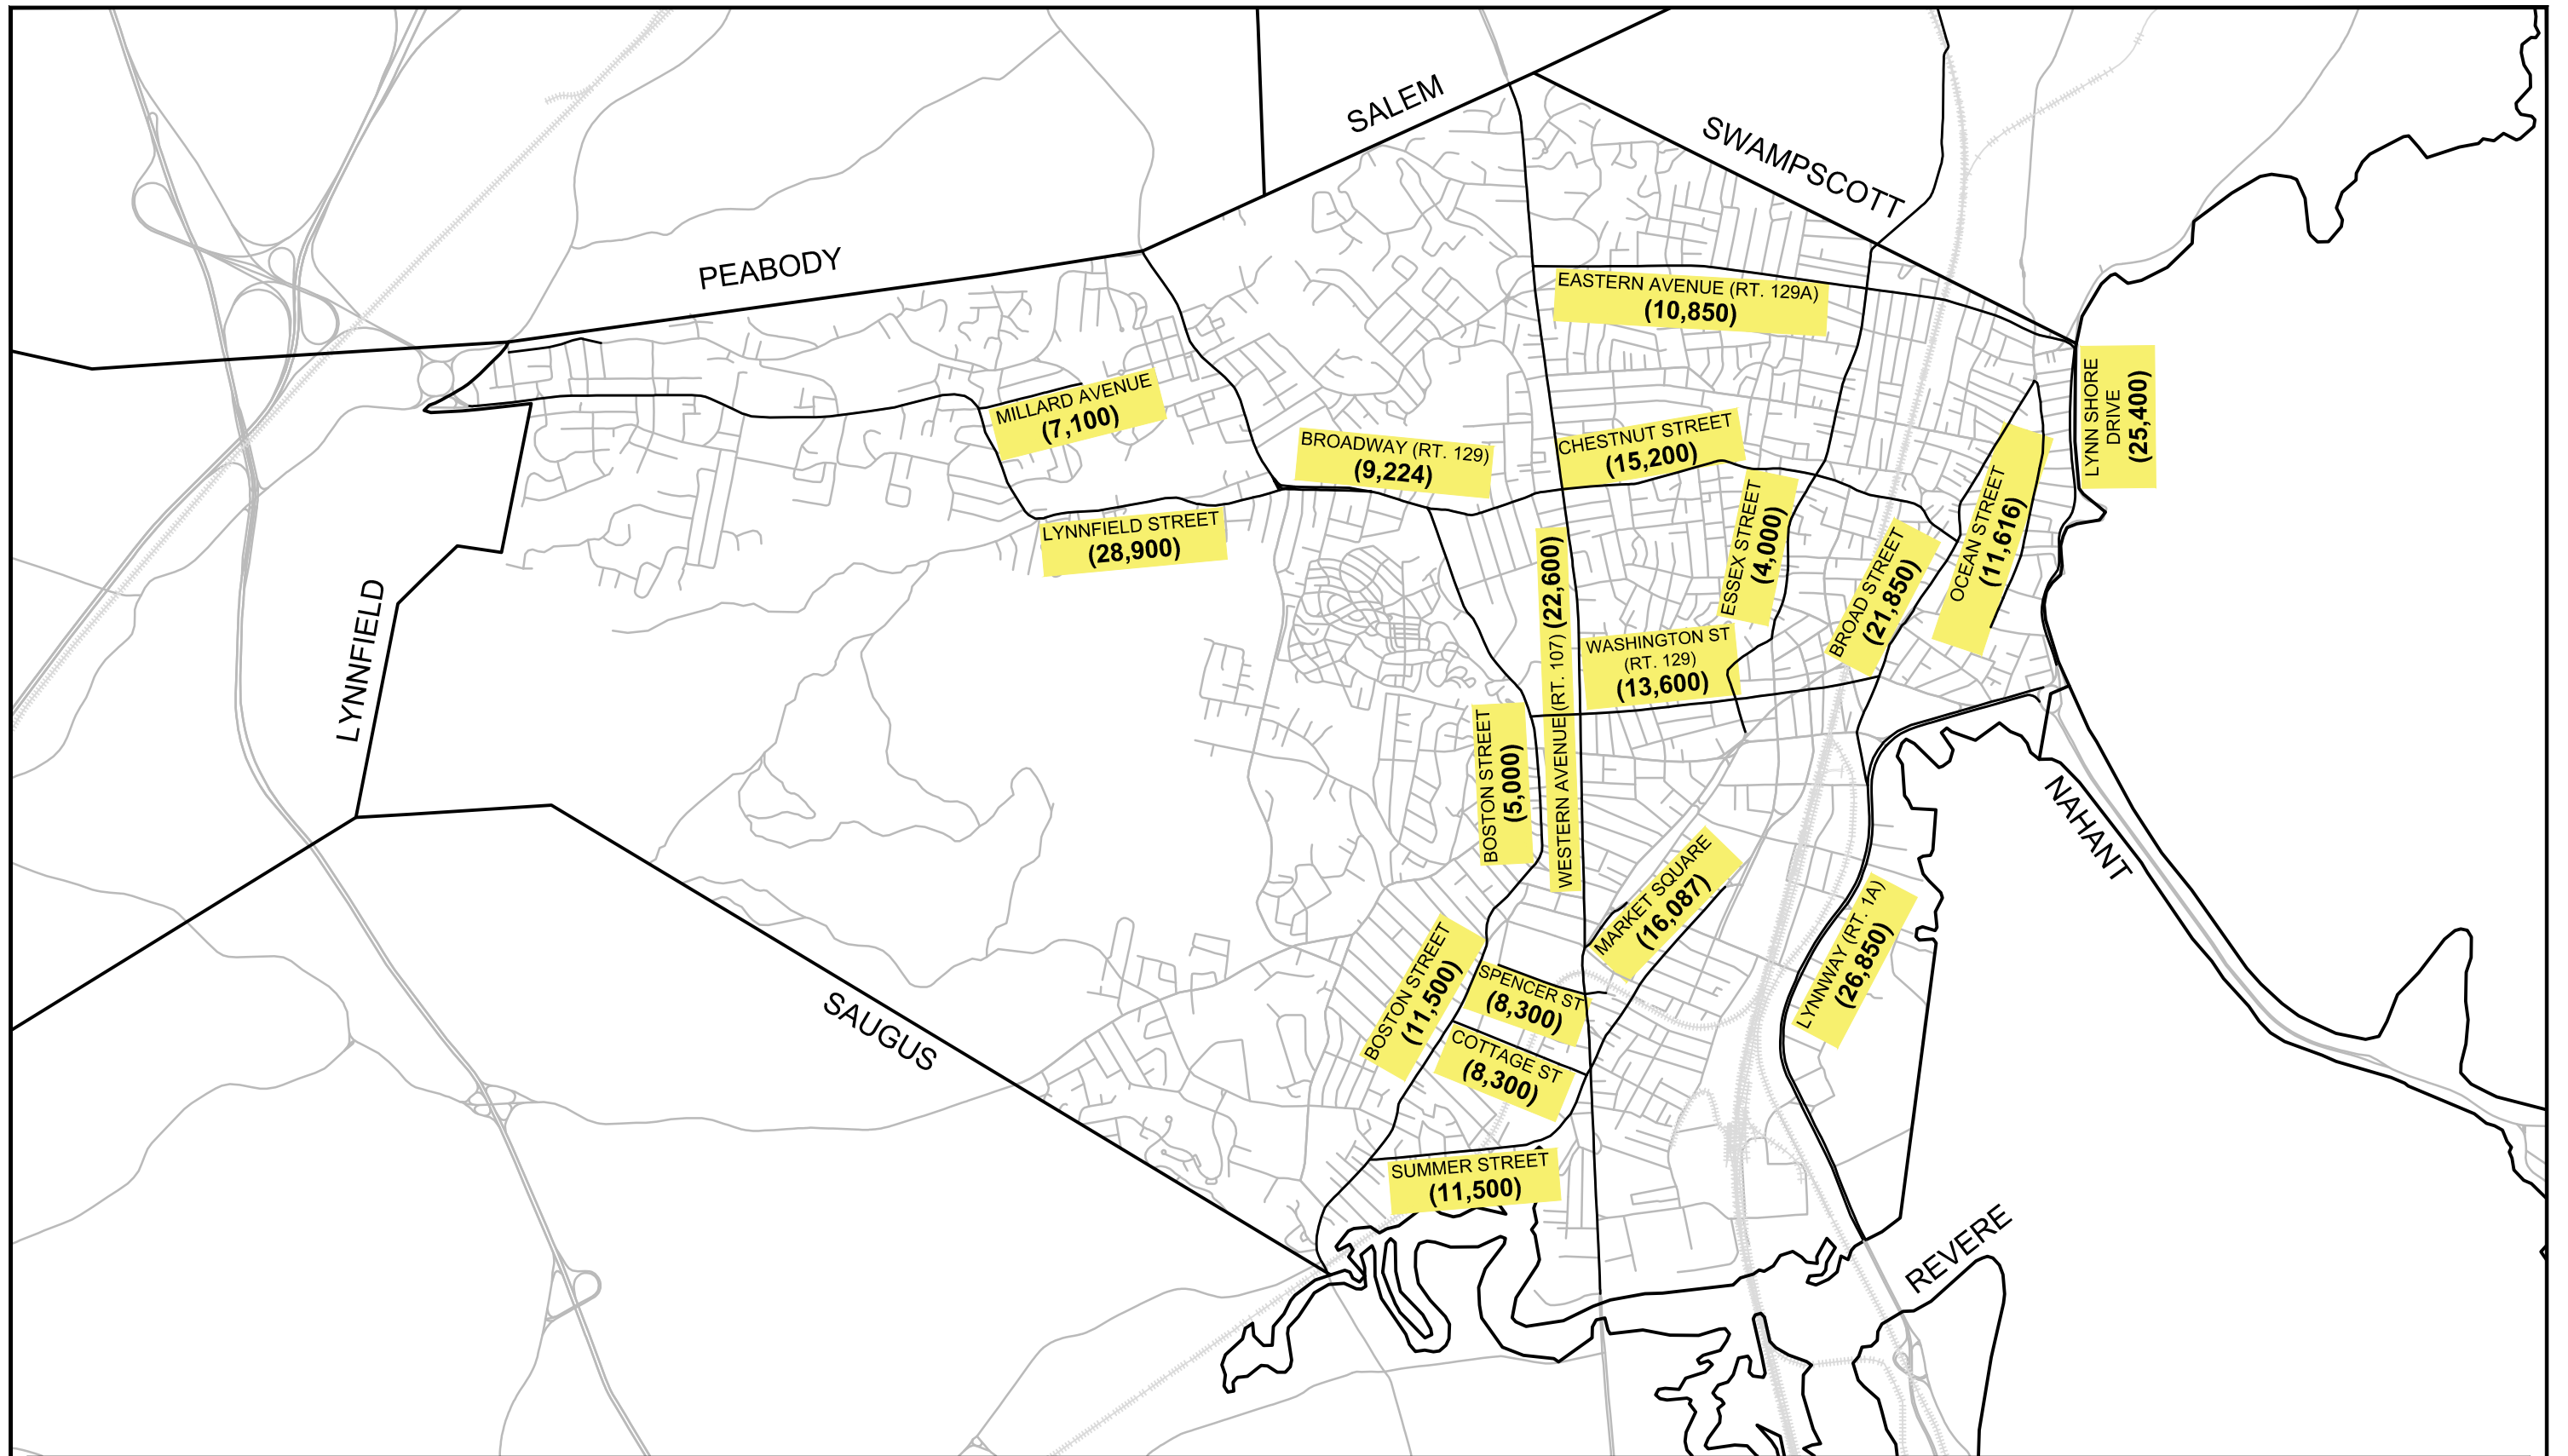 SALEM
SWAMPSCOTT
PEABODY
EASTERN AVENUE (RT. 129A)
(10,850)
LYNN SHORE
DRIVE
(25,400)
MILLARD AVENUE
(7,100)
BROADWAY (RT. 129)
(9,224)
CHESTNUT STREET
(15,200)
LYNNFIELD STREET
(28,900)
ESSEX STREET
(4,000)
BROAD STREET
(21,850)
OCEAN STREET
(11,616)
LYNNFIELD
WESTERN AVENUE (RT. 107) (22,600)
WASHINGTON ST
(RT. 129)
(13,600)
BOSTON STREET
(5,000)
NAHANT
MARKET SQUARE
(16,087)
LYNNWAY (RT. 1A)
(26,850)
BOSTON STREET
(11,500)
SPENCER ST
(8,300)
COTTAGE ST
(8,300)
SAUGUS
SUMMER STREET
(11,500)
REVERE